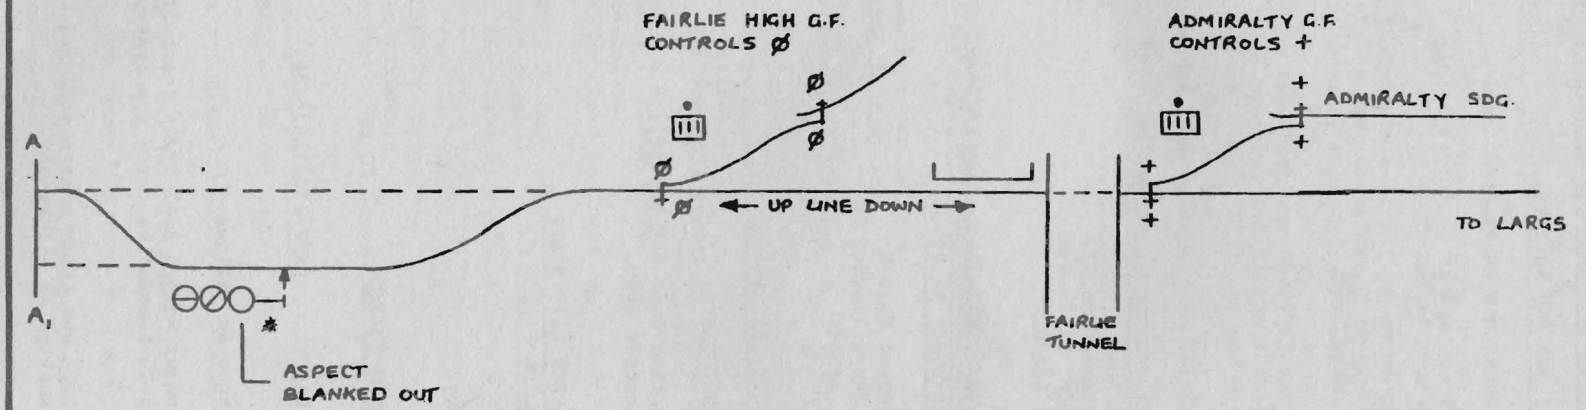 FAIRLIE HIGH G.F.
CONTROLS Ø
ADMIRALTY G.F.
CONTROLS +
ADMIRALTY SDG.
A
← UP LINE DOWN →
TO LARGS
A₁
*
FAIRLIE
TUNNEL
ASPECT
BLANKED OUT